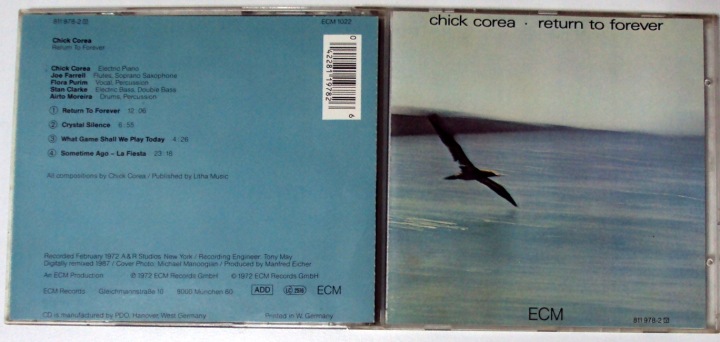 811 978-2
ECM 1022
Chick Corea
Return To Forever
Chick Corea Electric Piano
Joe Farrell Flutes, Soprano Saxophone
Flora Purim Vocal, Percussion
Stan Clarke Electric Bass, Double Bass
Airto Moreira Drums, Percussion
1 Return To Forever 12:06
2 Crystal Silence 6:55
3 What Game Shall We Play Today 4:26
4 Sometime Ago – La Fiesta 23:18
All compositions by Chick Corea / Published by Litha Music
Recorded February 1972 A & R Studios, New York / Recording Engineer: Tony May
Digitally remixed 1987 / Cover Photo: Michael Manoogian / Produced by Manfred Eicher
An ECM Production ℗ 1972 ECM Records GmbH © 1972 ECM Records GmbH
ECM Records Gleichmannstraße 10 8000 München 60 ADD LC ECM
CD is manufactured by PDO, Hanover, West Germany Printed in W. Germany
0 42281 19782 6
chick corea · return to forever
ECM
811 978-2